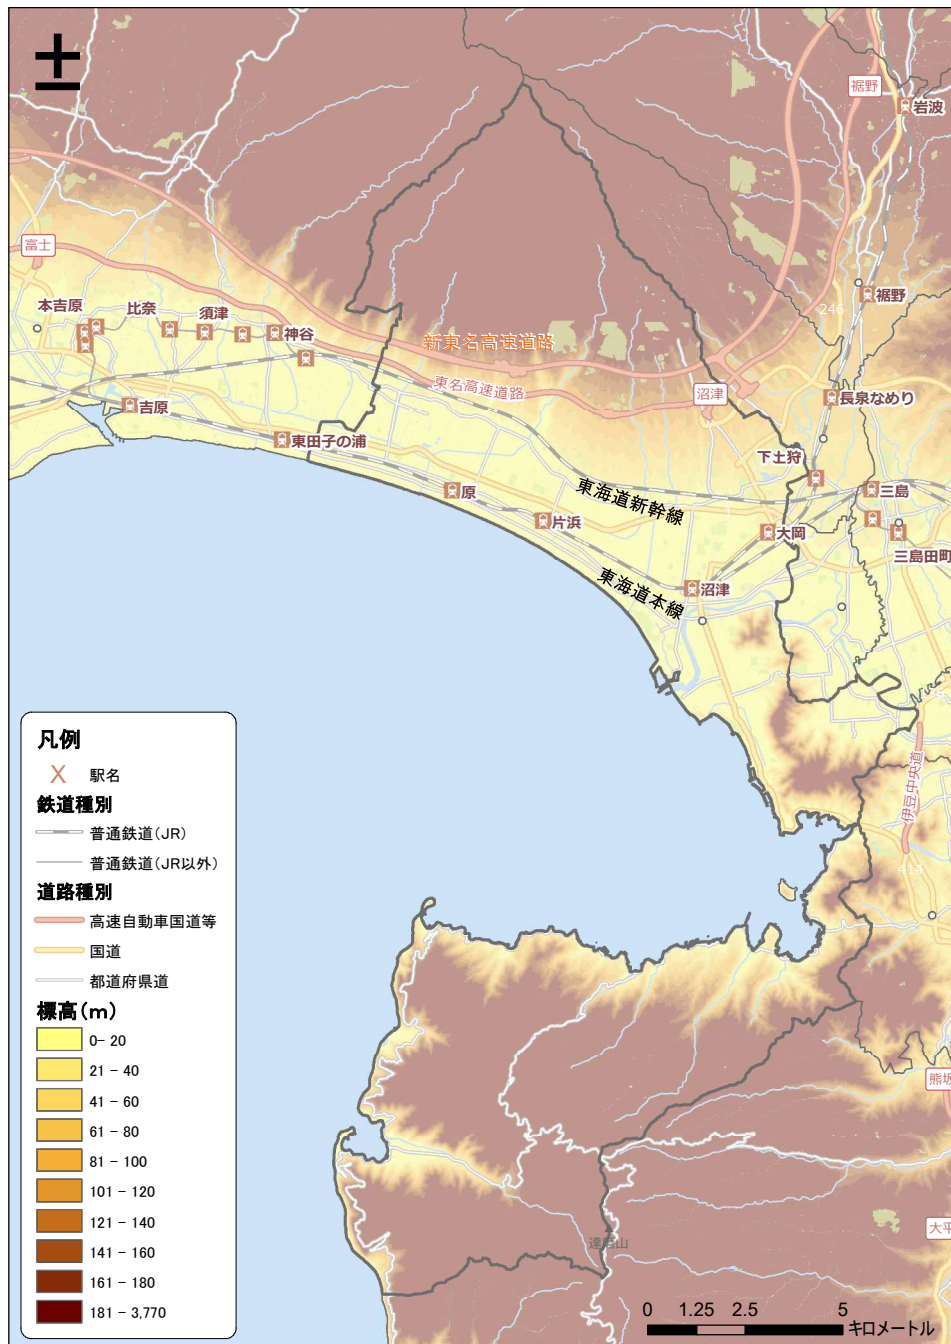 裾野
岩波
富士
本吉原
比奈
須津
神谷
246
裾野
新東名高速道路
東名高速道路
沼津
長泉なめり
吉原
東田子の浦
下土狩
原
東海道新幹線
三島
片浜
大岡
三島田町
東海道本線
沼津
伊豆中央道
414
凡例
X 駅名
鉄道種別
普通鉄道(JR)
普通鉄道(JR以外)
道路種別
高速自動車国道等
国道
都道府県道
標高(m)
0- 20
21 - 40
41 - 60
61 - 80
81 - 100
101 - 120
121 - 140
141 - 160
161 - 180
181 - 3,770
熊坂
大平
達磨山
0 1.25 2.5 5
キロメートル